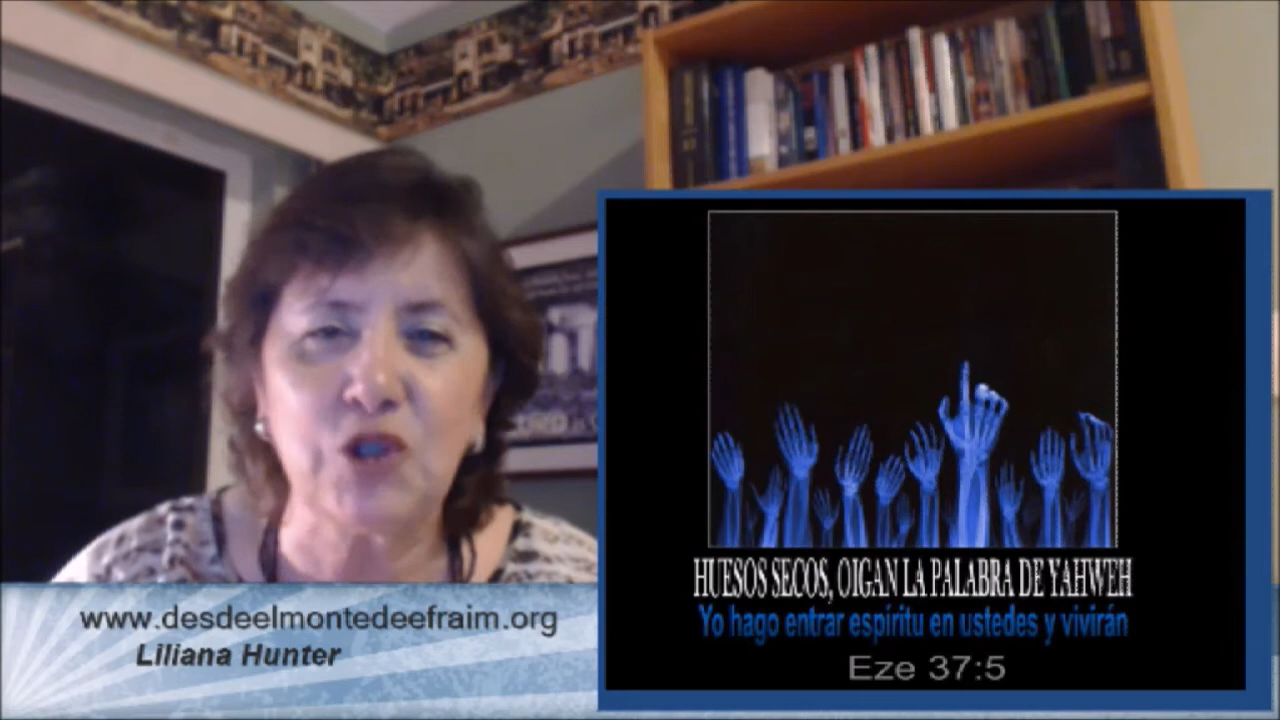 www.desdeelmontedeefraim.org
Liliana Hunter
HUESOS SECOS, OIGAN LA PALABRA DE YAHWEH
Yo hago entrar espíritu en ustedes y vivirán
Eze 37:5